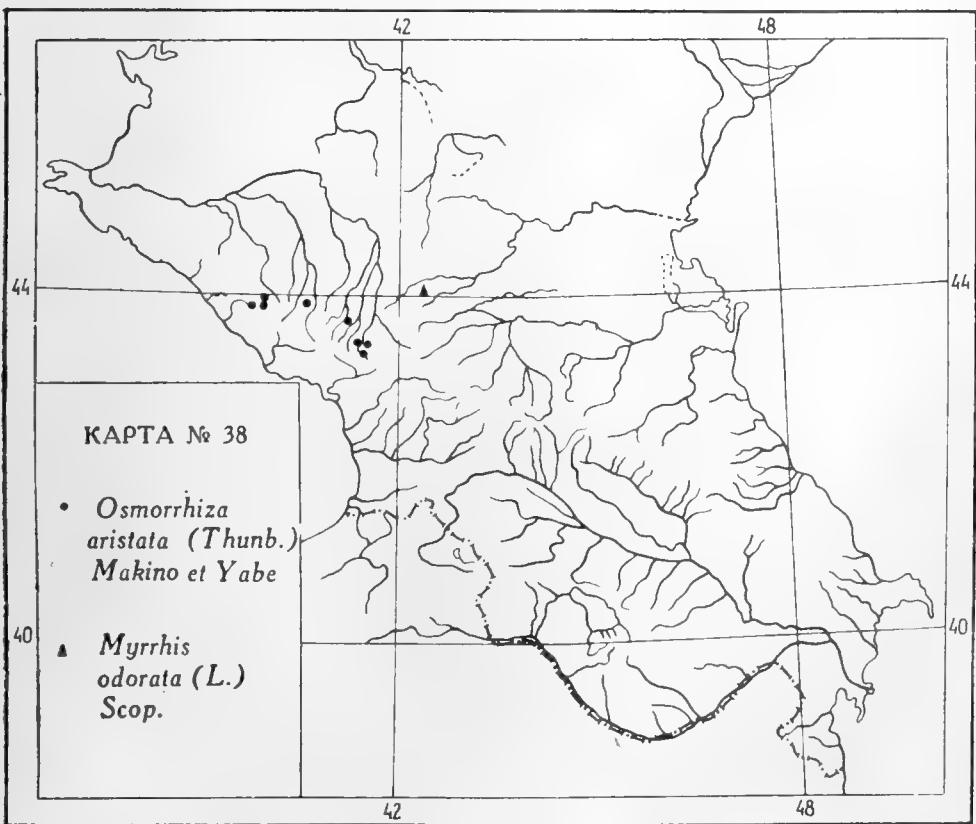 42 48
44 44
КАРТА № 38
Osmorrhiza
aristata (Thunb.)
Makino et Yabe
40 40
Myrrhis
odorata (L.)
Scop.
42 48